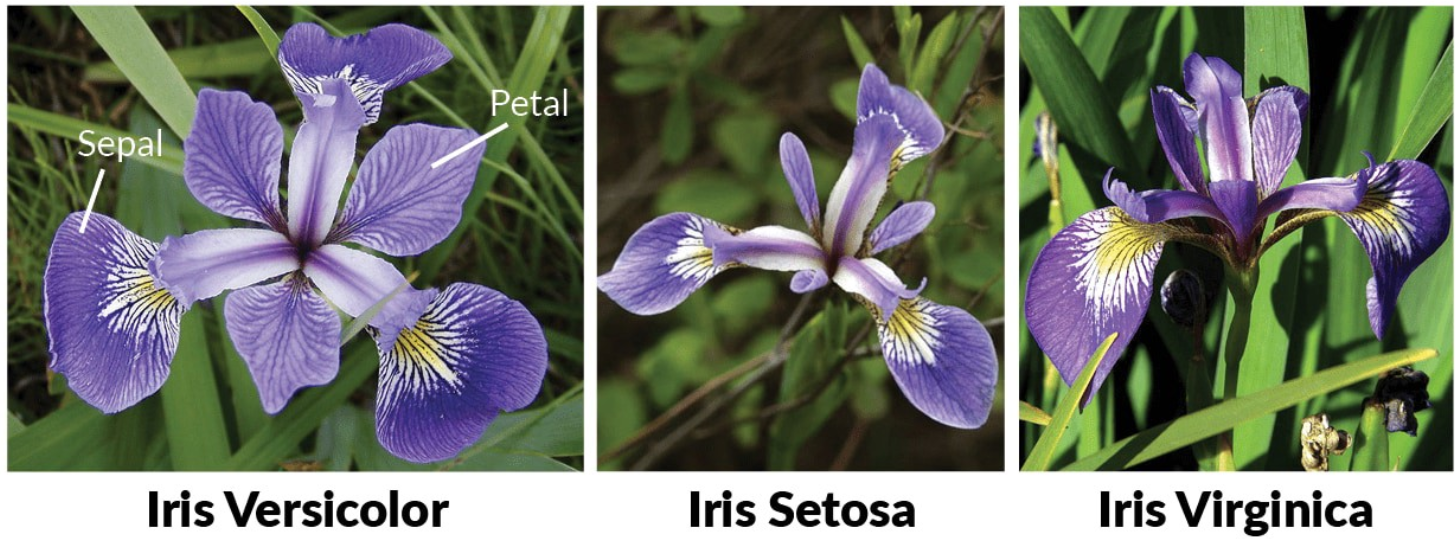 Sepal
Petal
Iris Versicolor
Iris Setosa
Iris Virginica